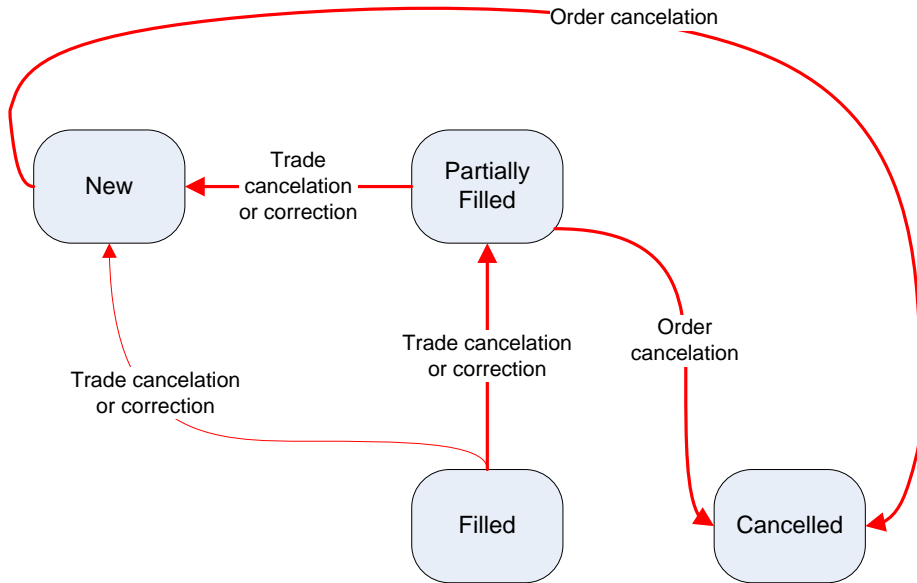 Order cancelation
New
Trade
cancelation
or correction
Partially
Filled
Trade cancelation
or correction
Order
cancelation
Trade cancelation
or correction
Filled
Cancelled